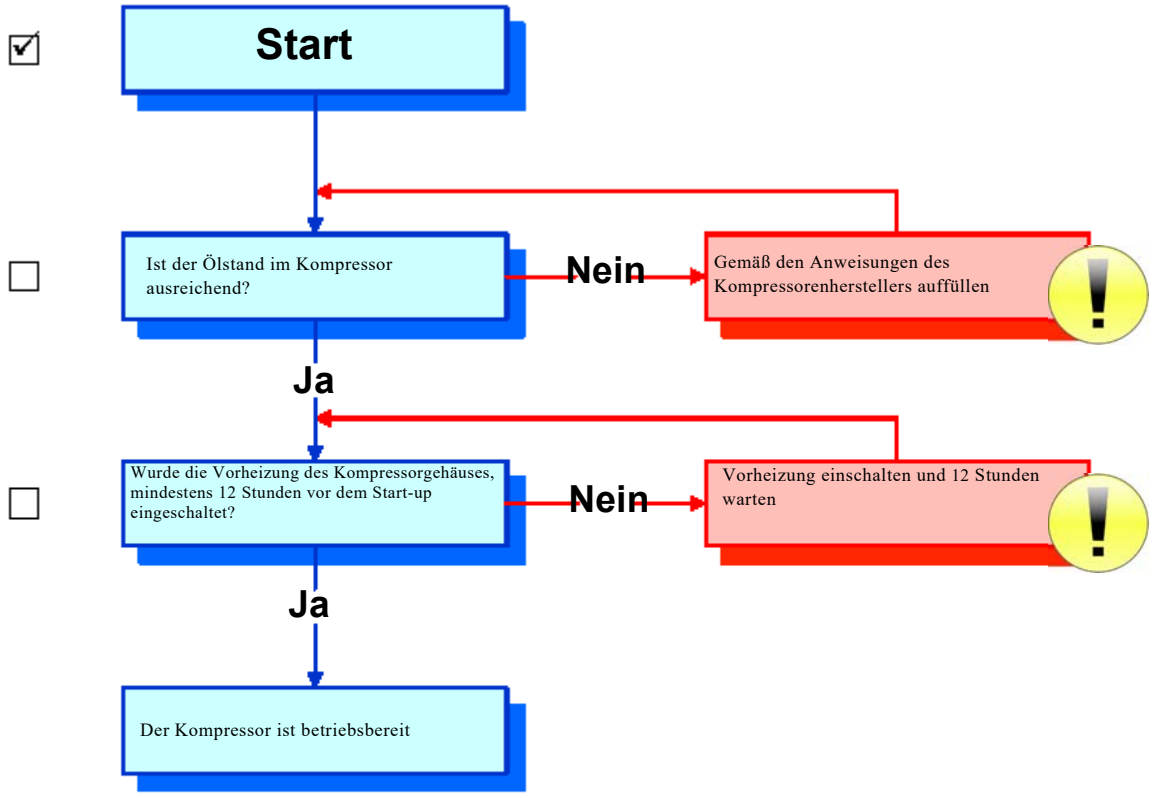 Start
Ist der Ölstand im Kompressor
ausreichend?
Nein
Gemäß den Anweisungen des
Kompressorenherstellers auffüllen
Ja
Wurde die Vorheizung des Kompressorgehäuses,
mindestens 12 Stunden vor dem Start-up
eingeschaltet?
Nein
Vorheizung einschalten und 12 Stunden
warten
Ja
Der Kompressor ist betriebsbereit